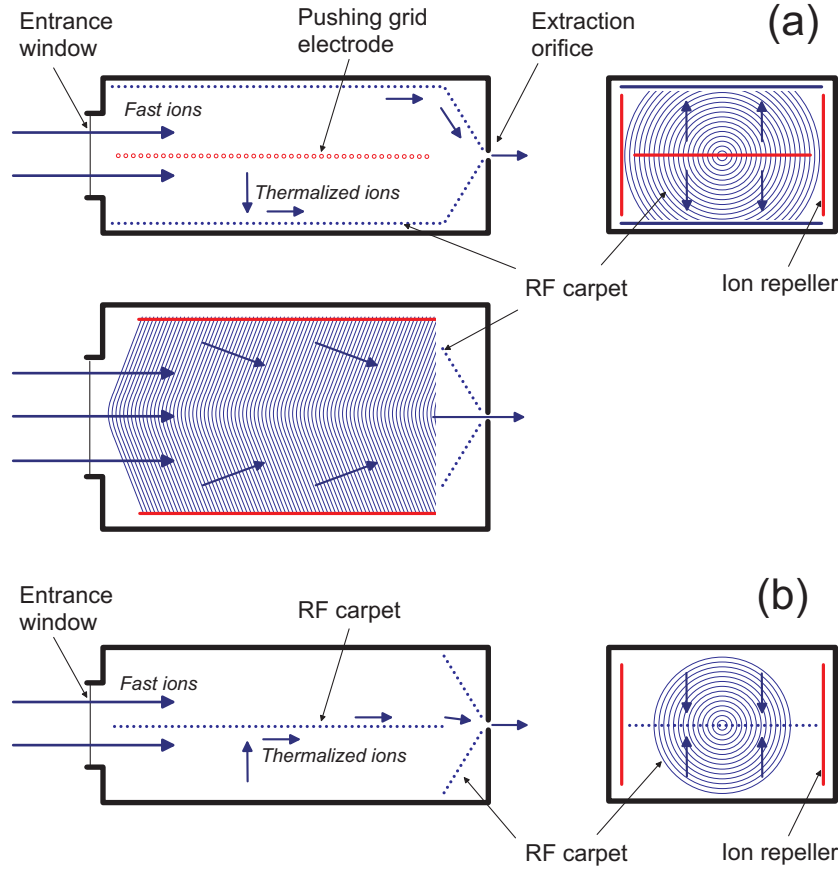 Entrance
window
Pushing grid
electrode
Extraction
orifice
(a)
Fast ions
Thermalized ions
RF carpet
Ion repeller
(b)
Entrance
window
RF carpet
Fast ions
Thermalized ions
RF carpet
Ion repeller